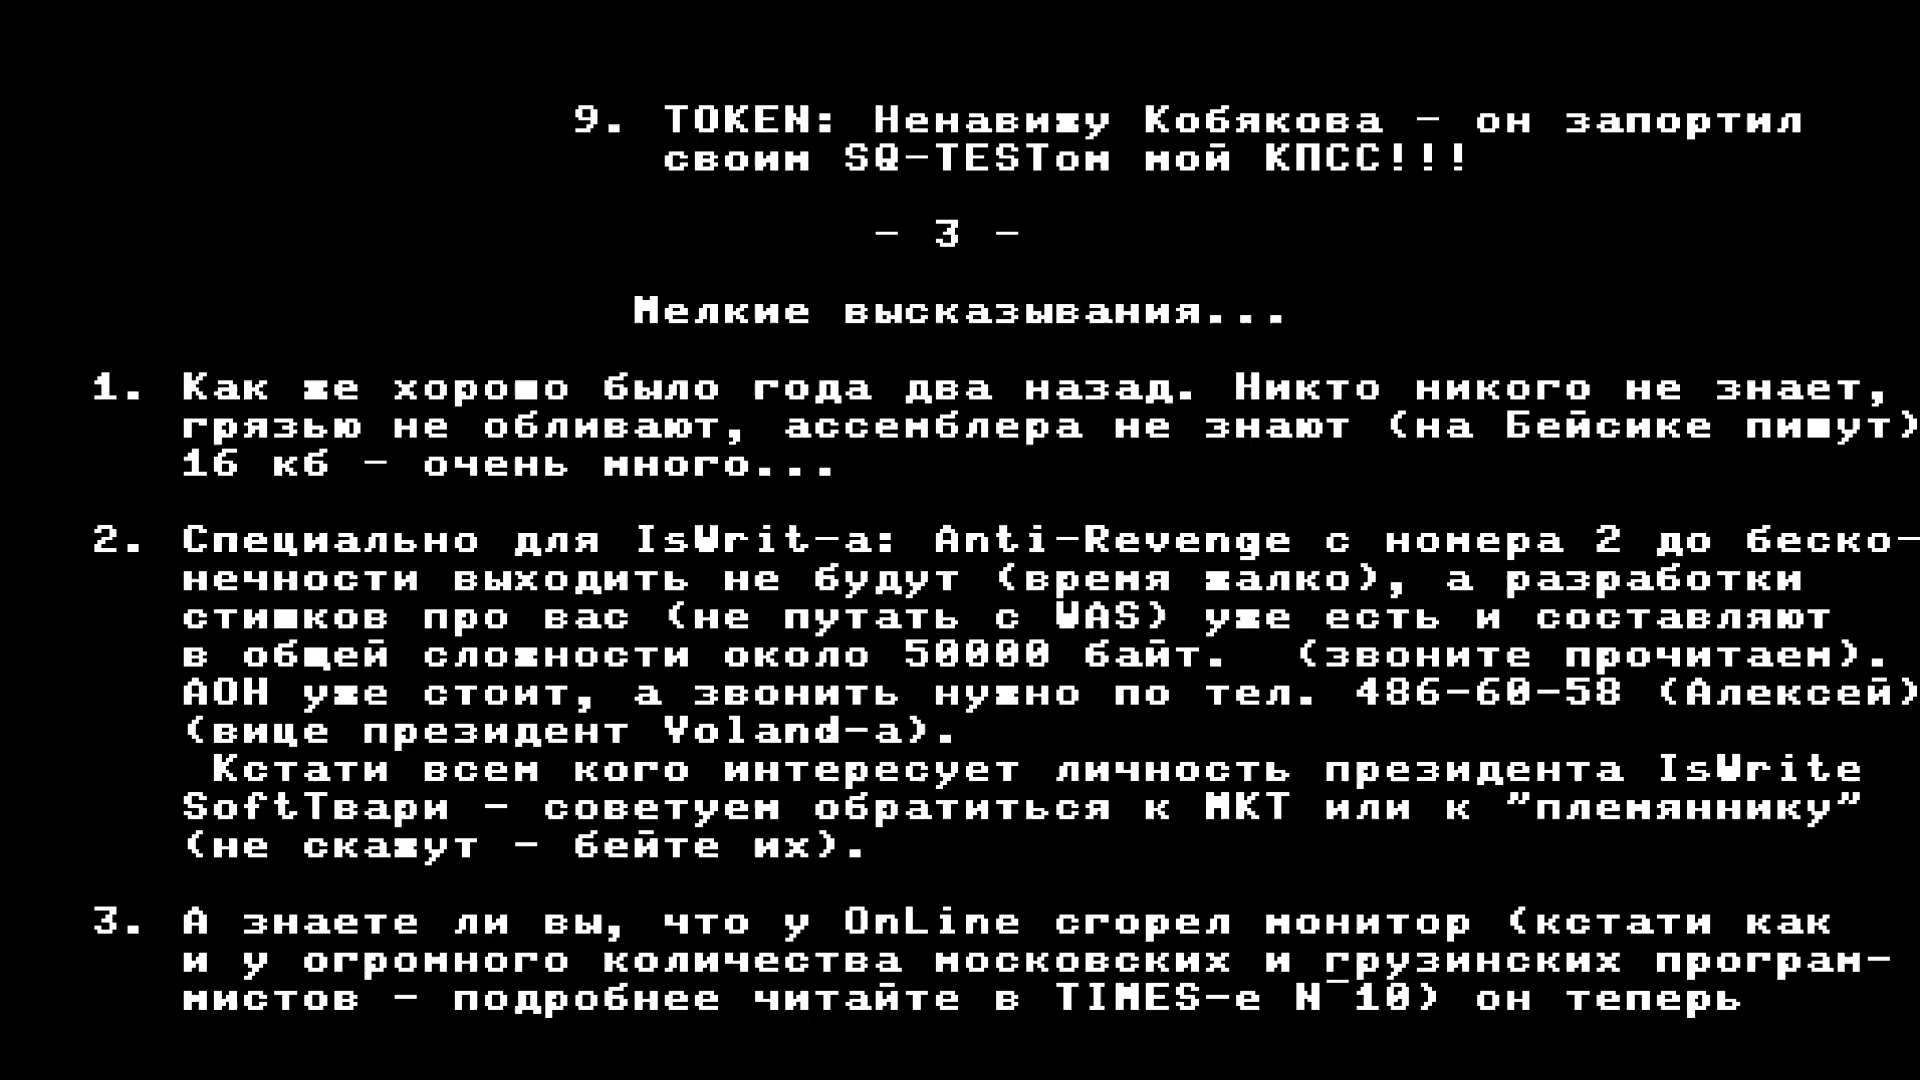 9. TOKEN: Ненавижу Кобякова - он запортил
своим SQ-TESTом мой КПСС!!!
- 3 -
Мелкие высказывания...
1. Как же хорошо было года два назад. Никто никого не знает,
грязью не обливают, ассемблера не знают (на Бейсике пишут)
16 кб - очень много...
2. Специально для IsWrit-а: Anti-Revenge с номера 2 до беско-
нечности выходить не будут (время жалко), а разработки
стишков про вас (не путать с WAS) уже есть и составляют
в общей сложности около 50000 байт. (звоните прочитаем).
АОН уже стоит, а звонить нужно по тел. 486-60-58 (Алексей)
(вице президент Voland-а).
Кстати всем кого интересует личность президента IsWrite
SoftТвари - советуем обратиться к МКТ или к "племяннику"
(не скажут - бейте их).
3. А знаете ли вы, что у OnLine сгорел монитор (кстати как
и у огромного количества московских и грузинских програм-
мистов - подробнее читайте в TIMES-е N 10) он теперь